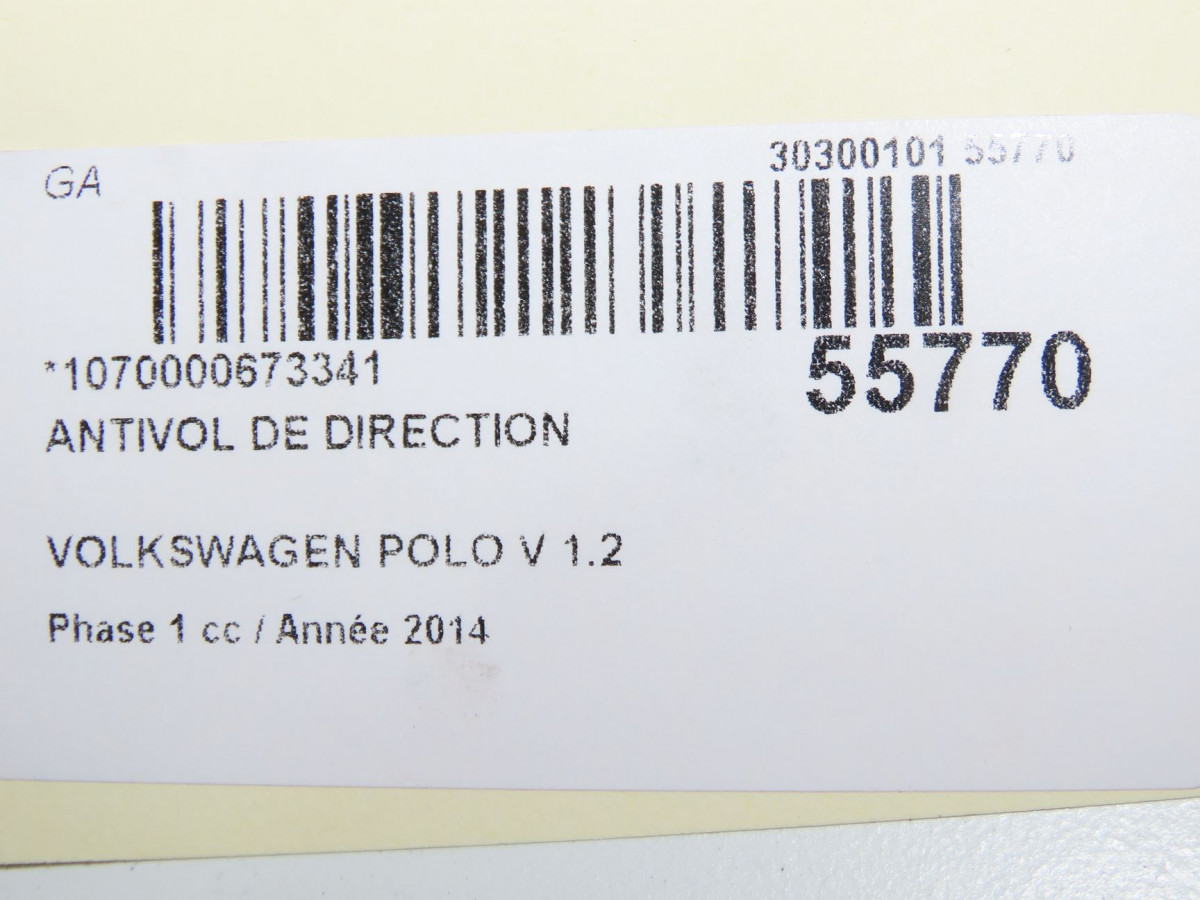 GA
30300101 55770
*1070000673341
55770
ANTIVOL DE DIRECTION
VOLKSWAGEN POLO V 1.2
Phase 1 cc / Année 2014